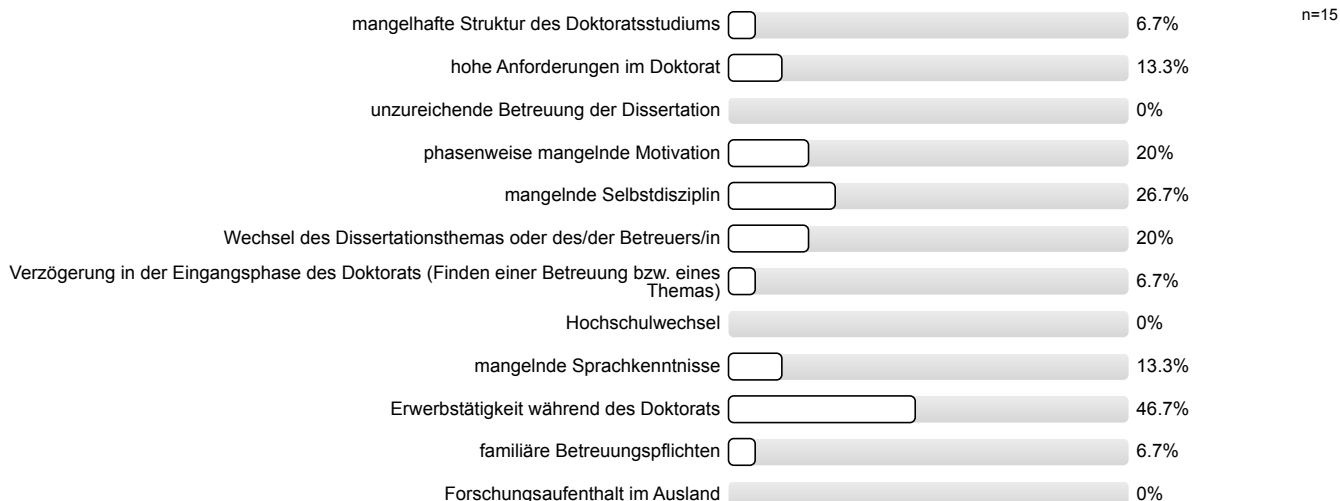 n=15
mangelhafte Struktur des Doktoratsstudiums 6.7%
hohe Anforderungen im Doktorat 13.3%
unzureichende Betreuung der Dissertation 0%
phasenweise mangelnde Motivation 20%
mangelnde Selbstdisziplin 26.7%
Wechsel des Dissertationsthemas oder des/der Betreuers/in 20%
Verzögerung in der Eingangsphase des Doktorats (Finden einer Betreuung bzw. eines
Themas) 6.7%
Hochschulwechsel 0%
mangelnde Sprachkenntnisse 13.3%
Erwerbstätigkeit während des Doktorats 46.7%
familiäre Betreuungspflichten 6.7%
Forschungsaufenthalt im Ausland 0%